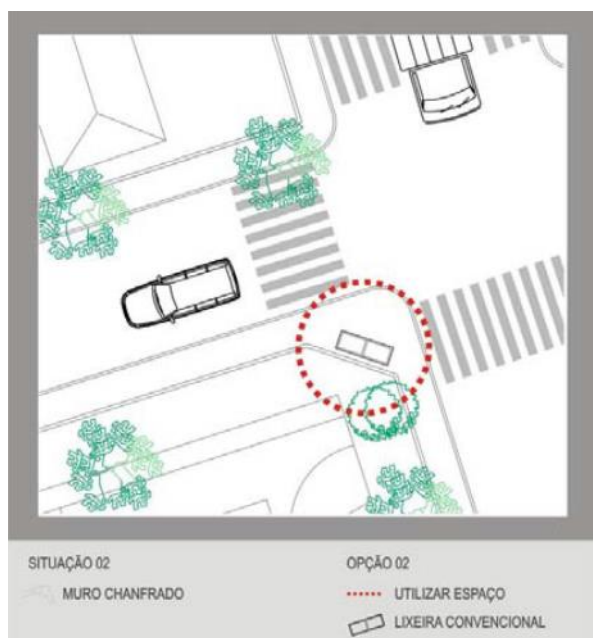 SITUAÇÃO 02
MURO CHANFRADO
OPÇÃO 02
UTILIZAR ESPAÇO
LIXEIRA CONVENCIONAL